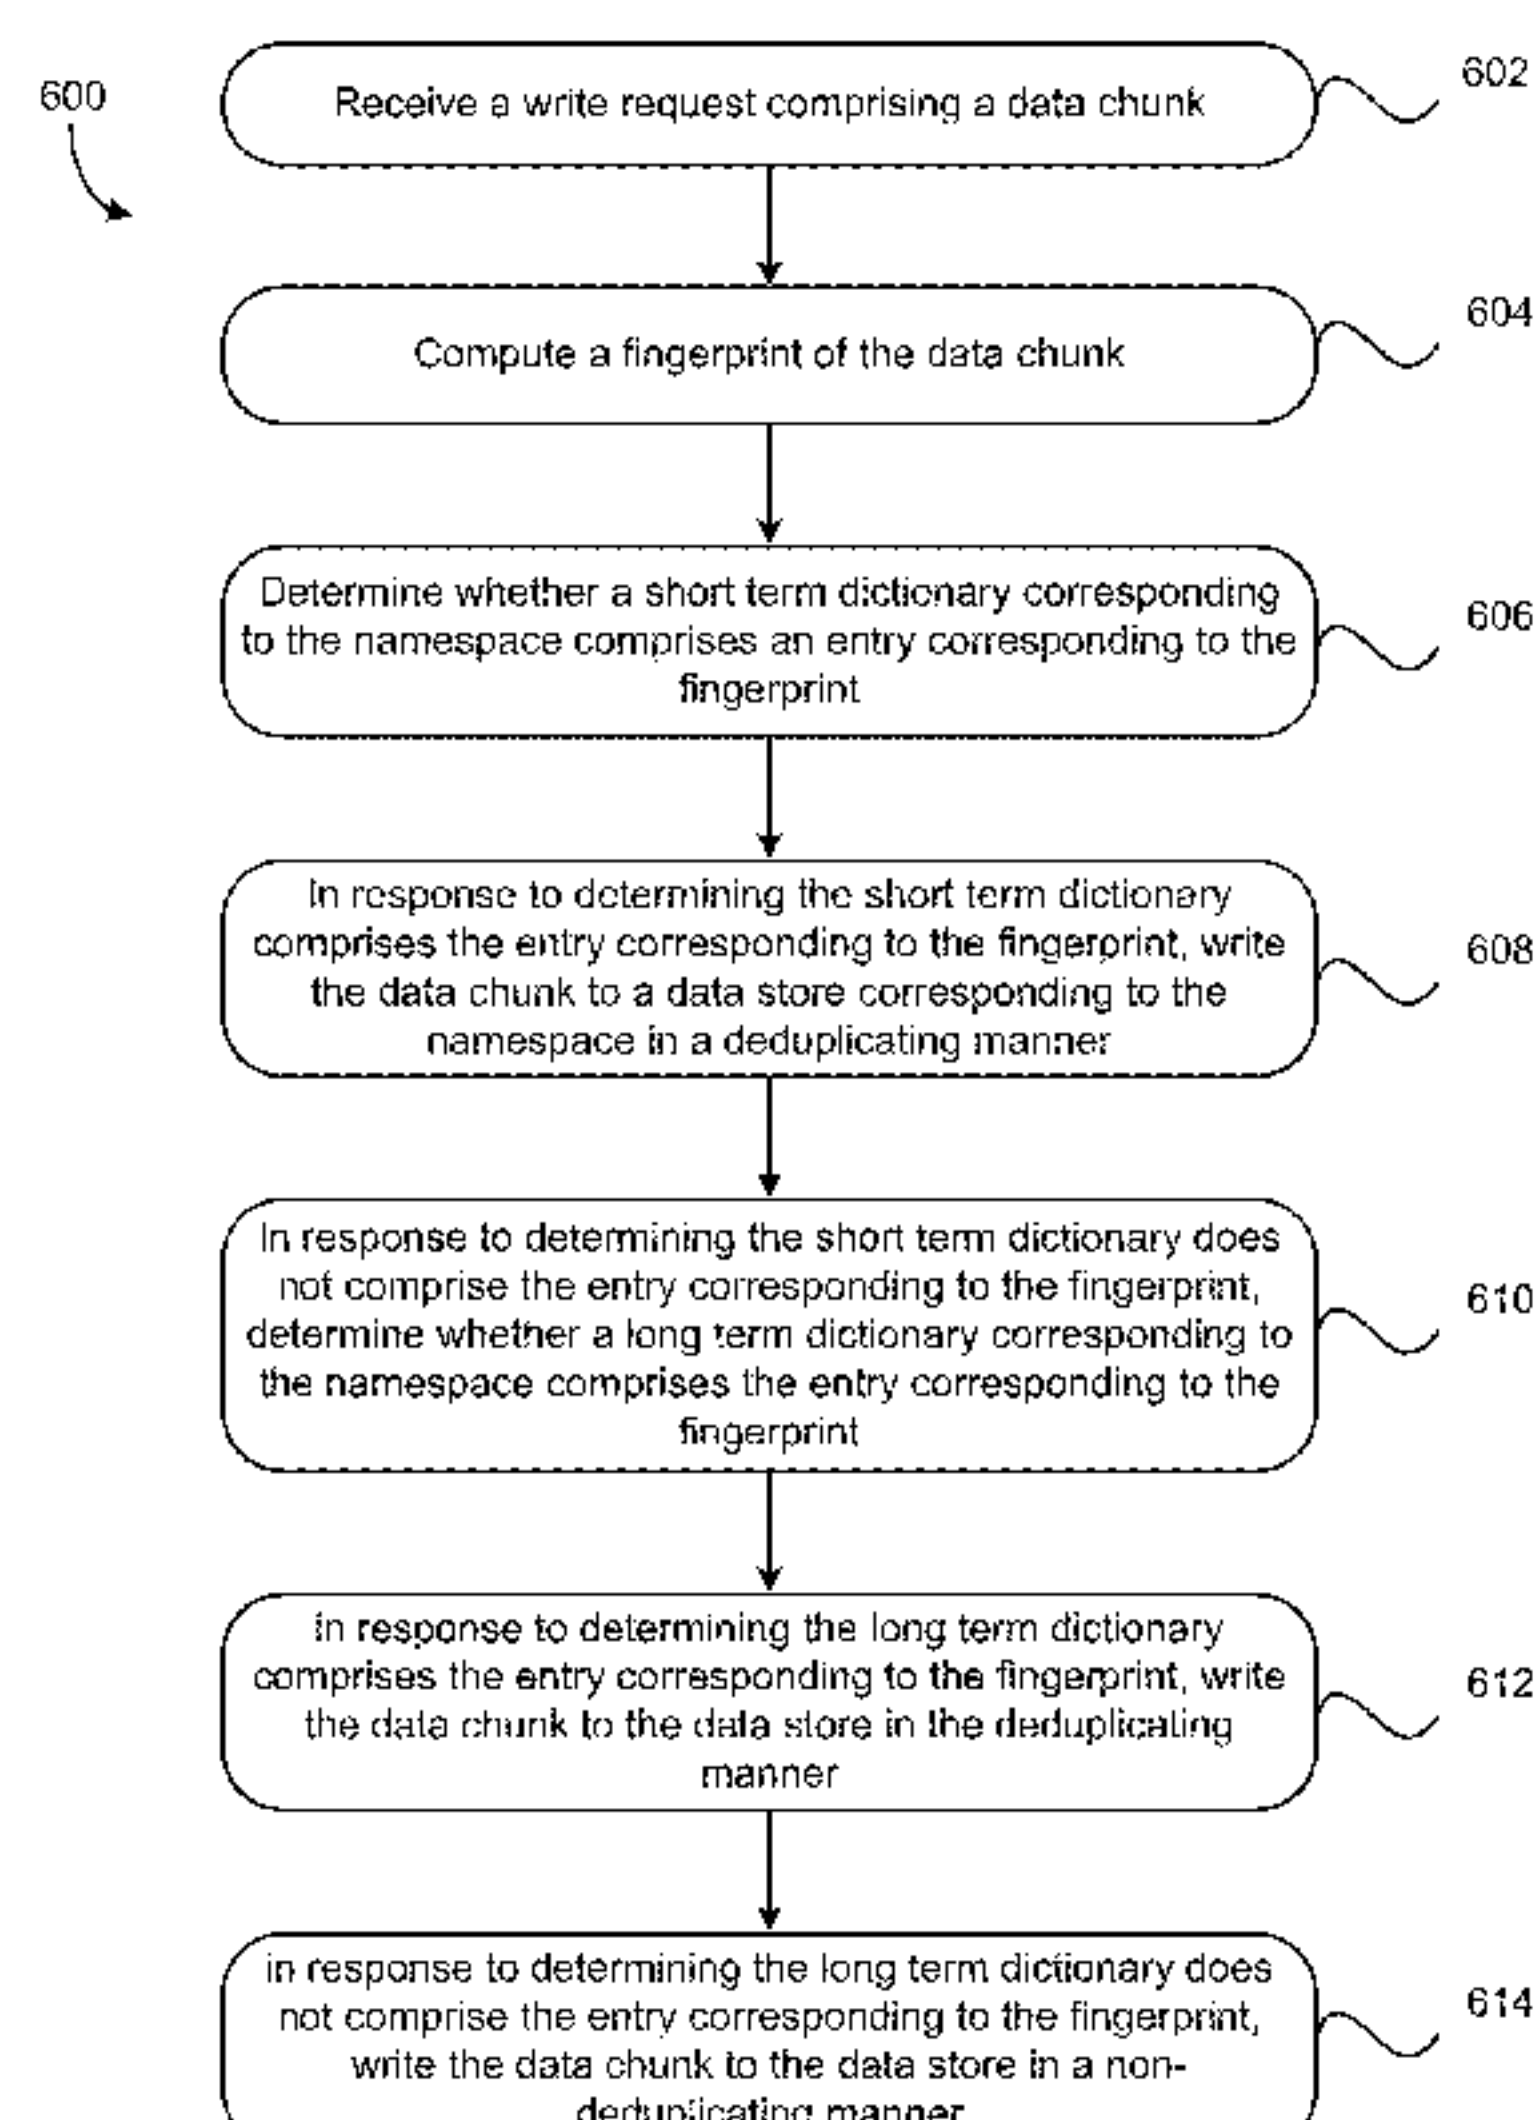 600
Receive a write request comprising a data chunk
602
Compute a fingerprint of the data chunk
604
Determine whether a short term dictionary corresponding
to the namespace comprises an entry corresponding to the
fingerprint
606
In response to determining the short term dictionary
comprises the entry corresponding to the fingerprint, write
the data chunk to a data store corresponding to the
namespace in a deduplicating manner
608
In response to determining the short term dictionary does
not comprise the entry corresponding to the fingerprint,
determine whether a long term dictionary corresponding to
the namespace comprises the entry corresponding to the
fingerprint
610
in response to determining the long term dictionary
comprises the entry corresponding to the fingerprint, write
the data chunk to the data store in the deduplicating
manner
612
in response to determining the long term dictionary does
not comprise the entry corresponding to the fingerprint,
write the data chunk to the data store in a non-
deduplicating manner
614